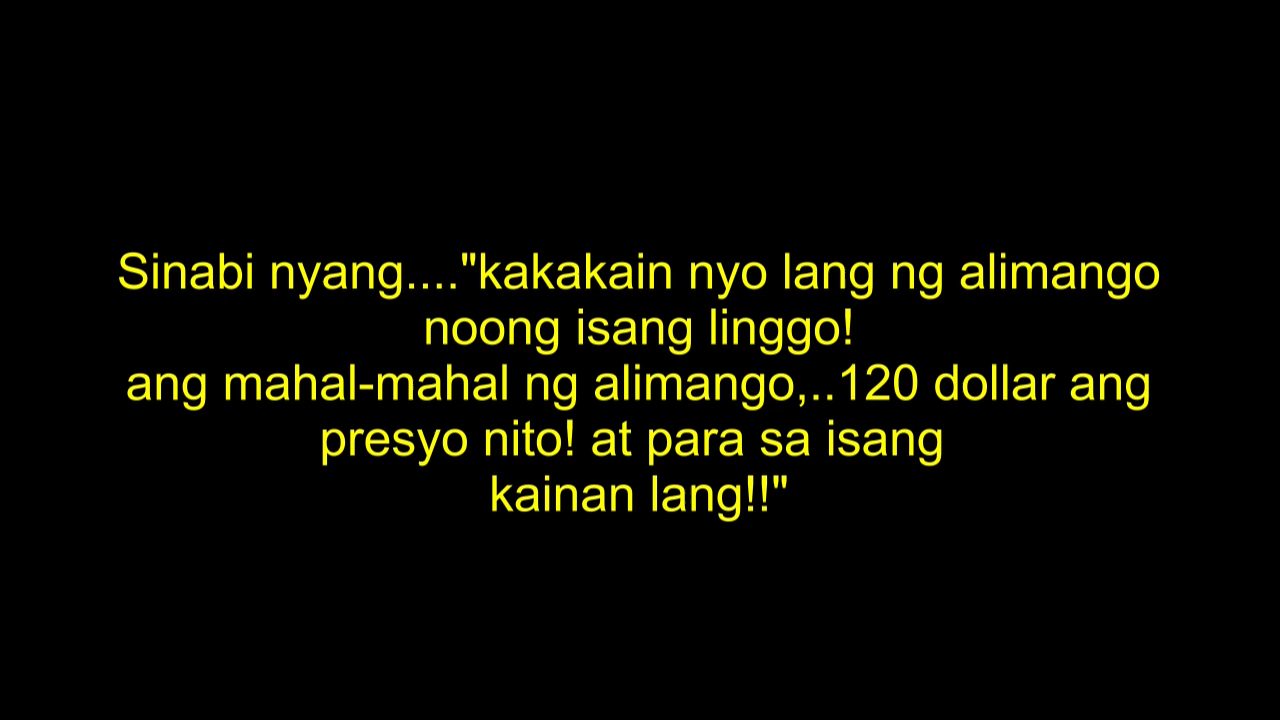 Sinabi nyang...."kakakain nyo lang ng alimango
noong isang linggo!
ang mahal-mahal ng alimango,..120 dollar ang
presyo nito! at para sa isang
kainan lang!!"